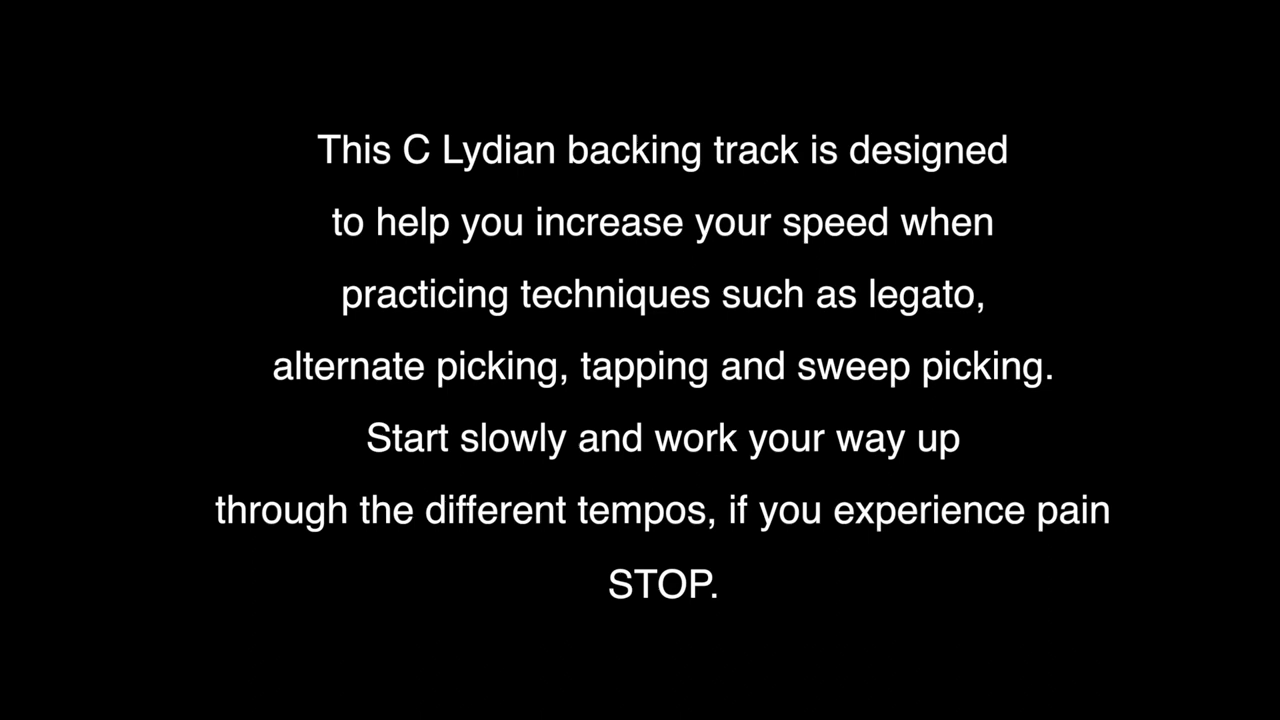 This C Lydian backing track is designed
to help you increase your speed when
practicing techniques such as legato,
alternate picking, tapping and sweep picking.
Start slowly and work your way up
through the different tempos, if you experience pain
STOP.